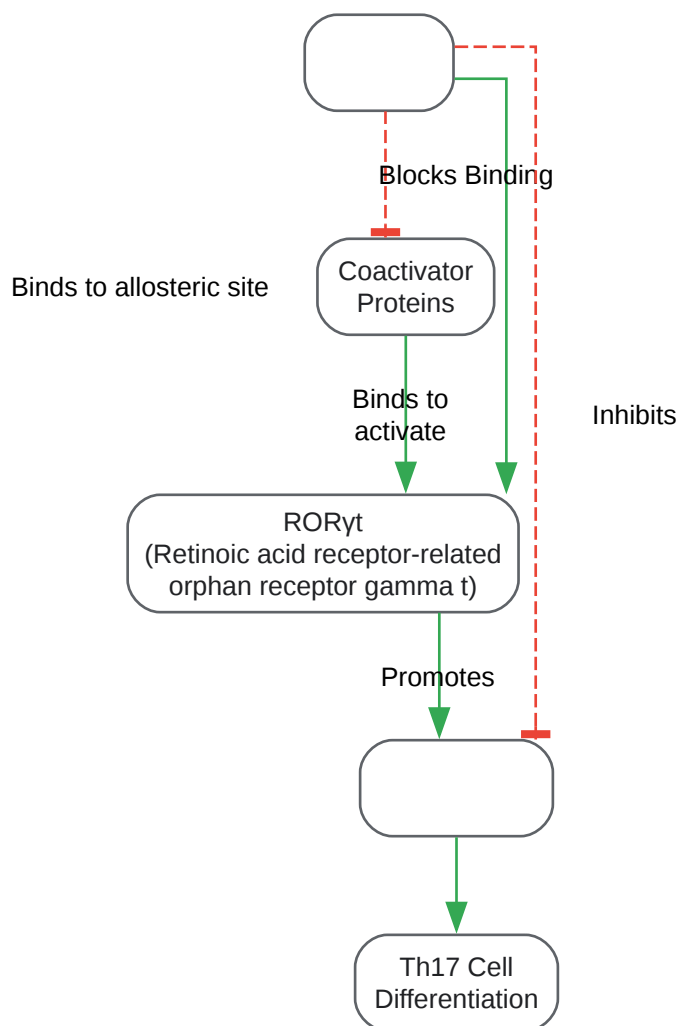 Blocks Binding
Coactivator
Proteins
Binds to allosteric site
Binds to
activate
Inhibits
RORγt
(Retinoic acid receptor-related
orphan receptor gamma t)
Promotes
Th17 Cell
Differentiation